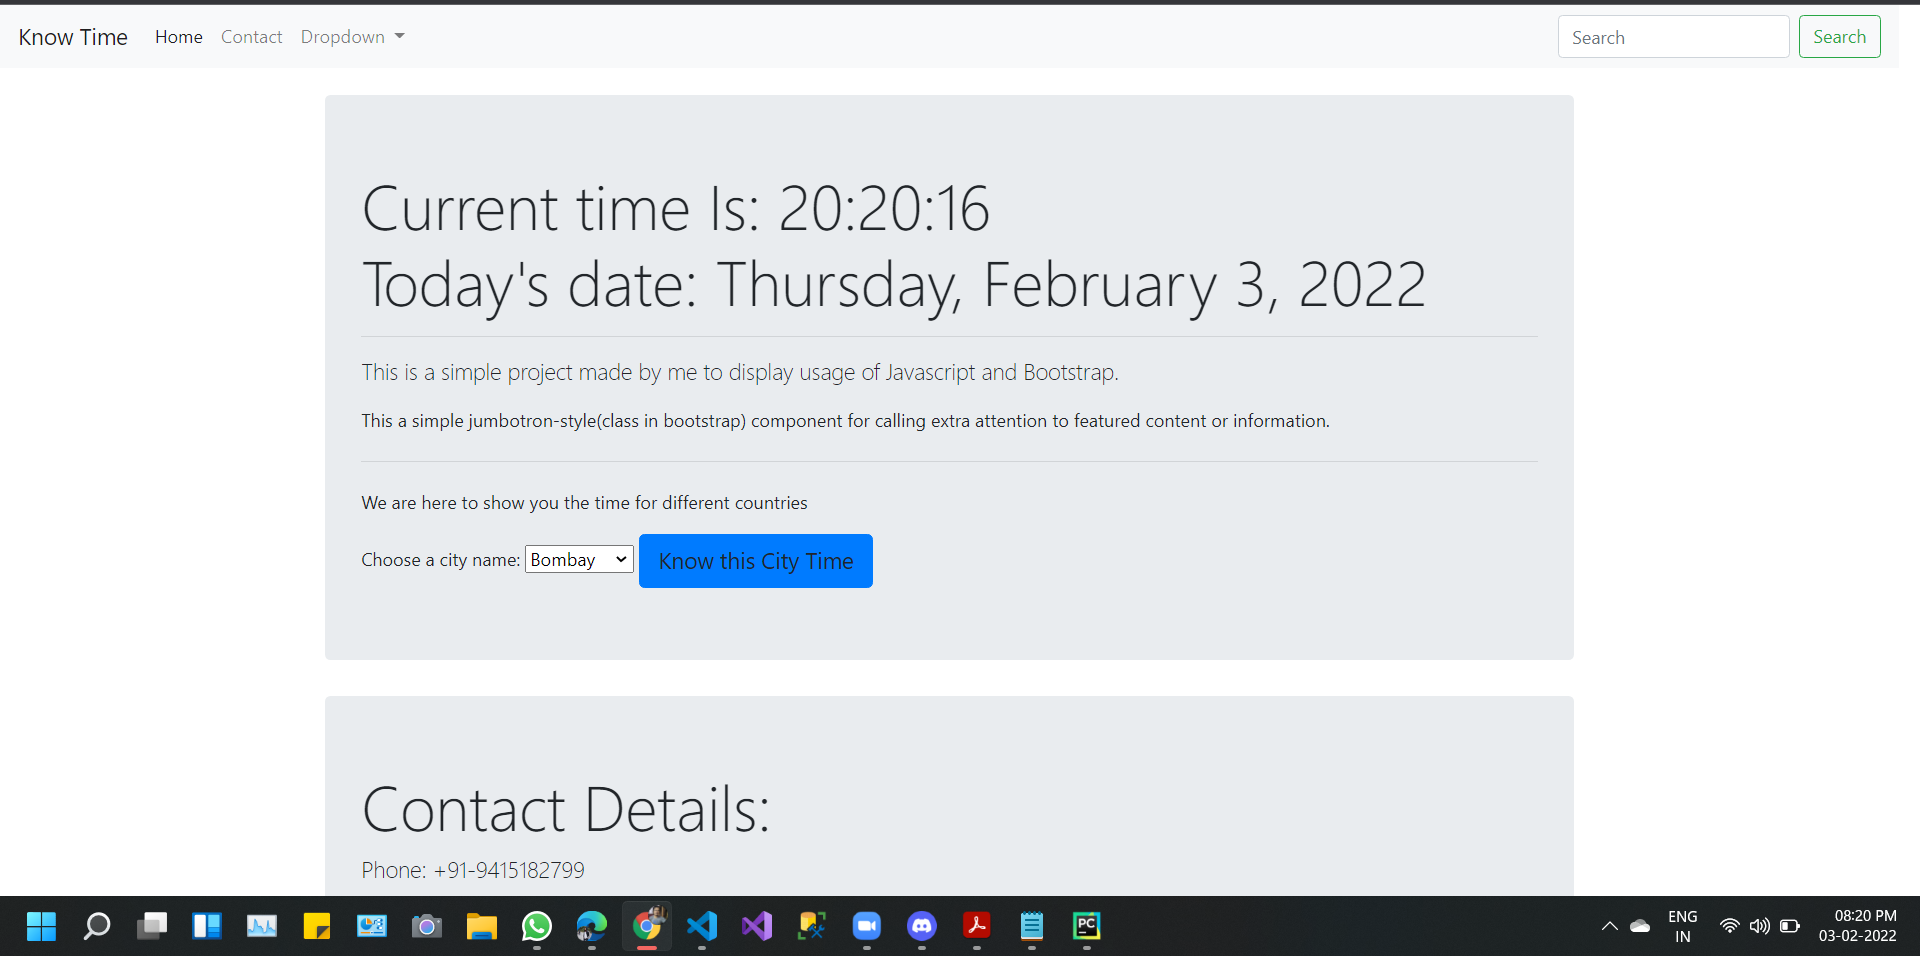 Know Time Home Contact Dropdown Search Search
Current time Is: 20:20:16
Today's date: Thursday, February 3, 2022
This is a simple project made by me to display usage of Javascript and Bootstrap.
This a simple jumbotron-style(class in bootstrap) component for calling extra attention to featured content or information.
We are here to show you the time for different countries
Choose a city name: Bombay Know this City Time
Contact Details:
Phone: +91-9415182799
PC
ENG
IN
08:20 PM
03-02-2022